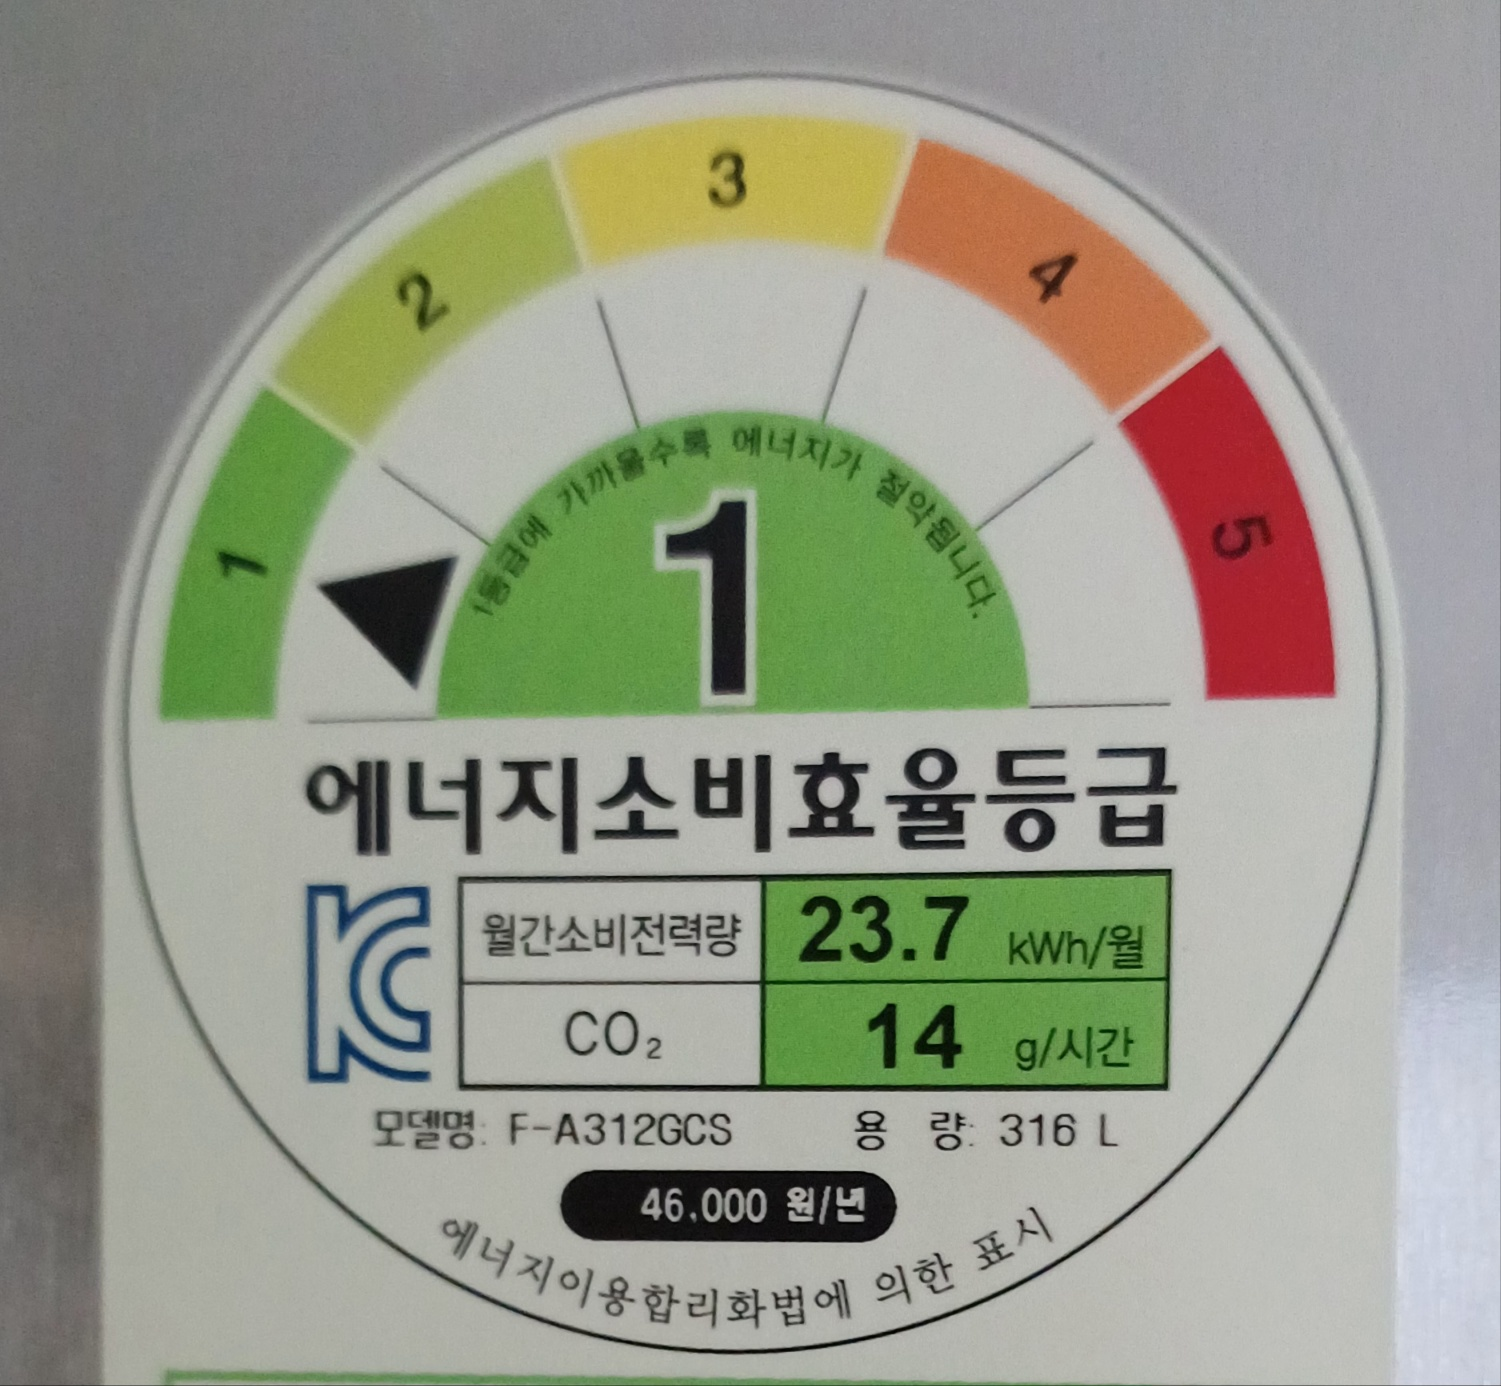 1
2
3
4
5
1등급에 가까울수록 에너지가 절약됩니다.
1
에너지소비효율등급
월간소비전력량 23.7 kWh/월
CO₂ 14 g/시간
모델명: F-A312GCS 용 량: 316 L
46.000 원/년
에너지이용합리화법에 의한 표시